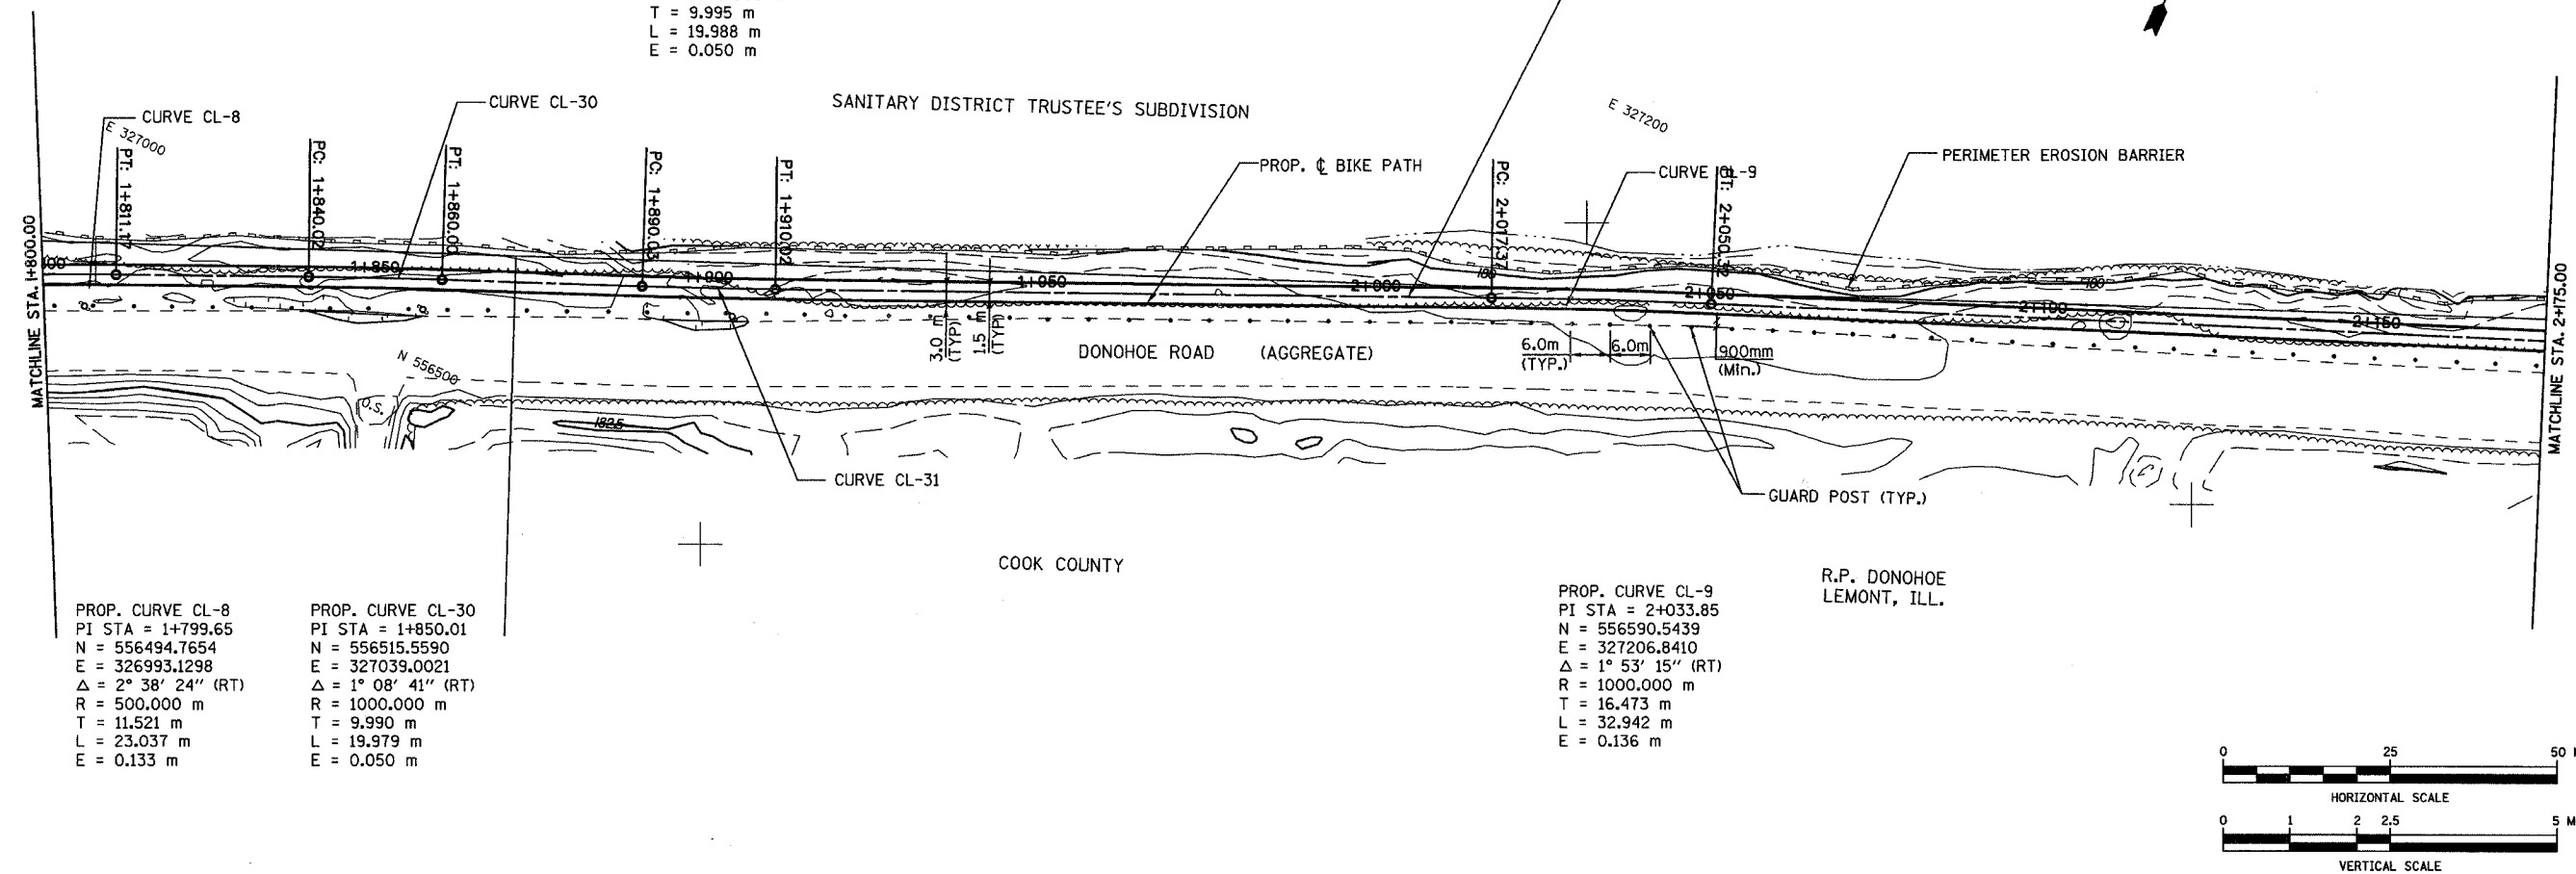 T = 9.995 m
L = 19.988 m
E = 0.050 m
CURVE CL-8
CURVE CL-30
SANITARY DISTRICT TRUSTEE'S SUBDIVISION
E 327000
E 327200
PT: 1+811.17
PC: 1+840.02
PT: 1+860.00
PC: 1+890.03
PT: 1+910.02
PROP. ℄ BIKE PATH
PC: 2+017.37
CURVE CL-9
PT: 2+050.32
PERIMETER EROSION BARRIER
MATCHLINE STA. 1+800.00
1+850
1+900
1+950
2+000
2+050
2+100
2+150
180
180
MATCHLINE STA. 2+175.00
3.0 m
(TYP)
1.5 m
(TYP)
DONOHOE ROAD (AGGREGATE)
6.0m
(TYP.)
6.0m
900mm
(Min.)
N 556500
O.S.
182.5
CURVE CL-31
GUARD POST (TYP.)
COOK COUNTY
R.P. DONOHOE
LEMONT, ILL.
PROP. CURVE CL-8
PI STA = 1+799.65
N = 556494.7654
E = 326993.1298
Δ = 2° 38' 24" (RT)
R = 500.000 m
T = 11.521 m
L = 23.037 m
E = 0.133 m
PROP. CURVE CL-30
PI STA = 1+850.01
N = 556515.5590
E = 327039.0021
Δ = 1° 08' 41" (RT)
R = 1000.000 m
T = 9.990 m
L = 19.979 m
E = 0.050 m
PROP. CURVE CL-9
PI STA = 2+033.85
N = 556590.5439
E = 327206.8410
Δ = 1° 53' 15" (RT)
R = 1000.000 m
T = 16.473 m
L = 32.942 m
E = 0.136 m
0 25 50
HORIZONTAL SCALE
0 1 2 2.5 5 M
VERTICAL SCALE